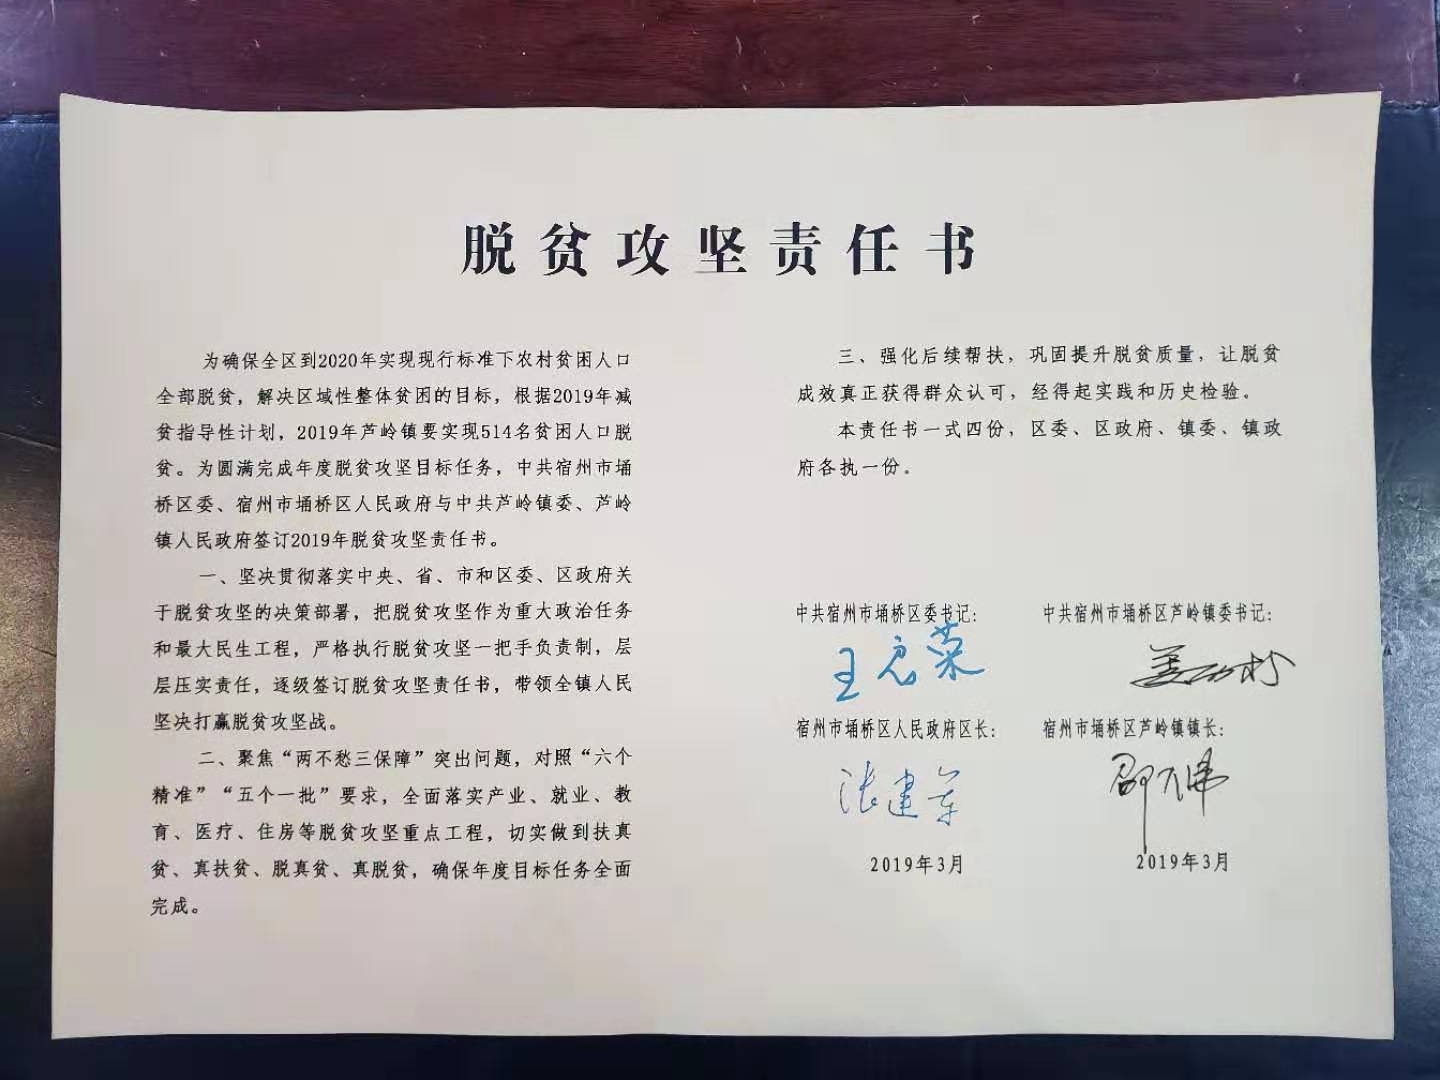 脱贫攻坚责任书
为确保全区到2020年实现现行标准下农村贫困人口
全部脱贫，解决区域性整体贫困的目标，根据2019年减
贫指导性计划，2019年芦岭镇要实现514名贫困人口脱
贫。为圆满完成年度脱贫攻坚目标任务，中共宿州市埇
桥区委、宿州市埇桥区人民政府与中共芦岭镇委、芦岭
镇人民政府签订2019年脱贫攻坚责任书。
一、坚决贯彻落实中央、省、市和区委、区政府关
于脱贫攻坚的决策部署，把脱贫攻坚作为重大政治任务
和最大民生工程，严格执行脱贫攻坚一把手负责制，层
层压实责任，逐级签订脱贫攻坚责任书，带领全镇人民
坚决打赢脱贫攻坚战。
二、聚焦“两不愁三保障”突出问题，对照“六个
精准”“五个一批”要求，全面落实产业、就业、教
育、医疗、住房等脱贫攻坚重点工程，切实做到扶真
贫、真扶贫、脱真贫、真脱贫，确保年度目标任务全面
完成。
三、强化后续帮扶，巩固提升脱贫质量，让脱贫
成效真正获得群众认可，经得起实践和历史检验。
本责任书一式四份，区委、区政府、镇委、镇政
府各执一份。
中共宿州市埇桥区委书记：
王启荣
宿州市埇桥区人民政府区长：
张建军
2019年3月
中共宿州市埇桥区芦岭镇委书记：
宿州市埇桥区芦岭镇镇长：
2019年3月